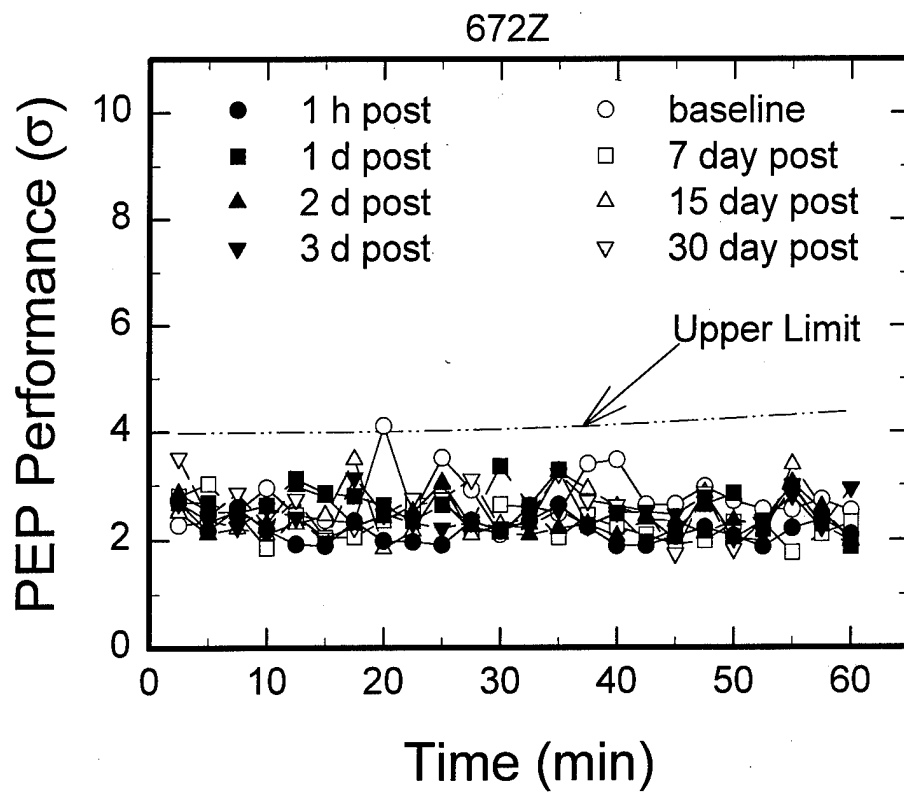 672Z
PEP Performance (σ)
10
8
6
4
2
0
1 h post
1 d post
2 d post
3 d post
baseline
7 day post
15 day post
30 day post
Upper Limit
0 10 20 30 40 50 60
Time (min)